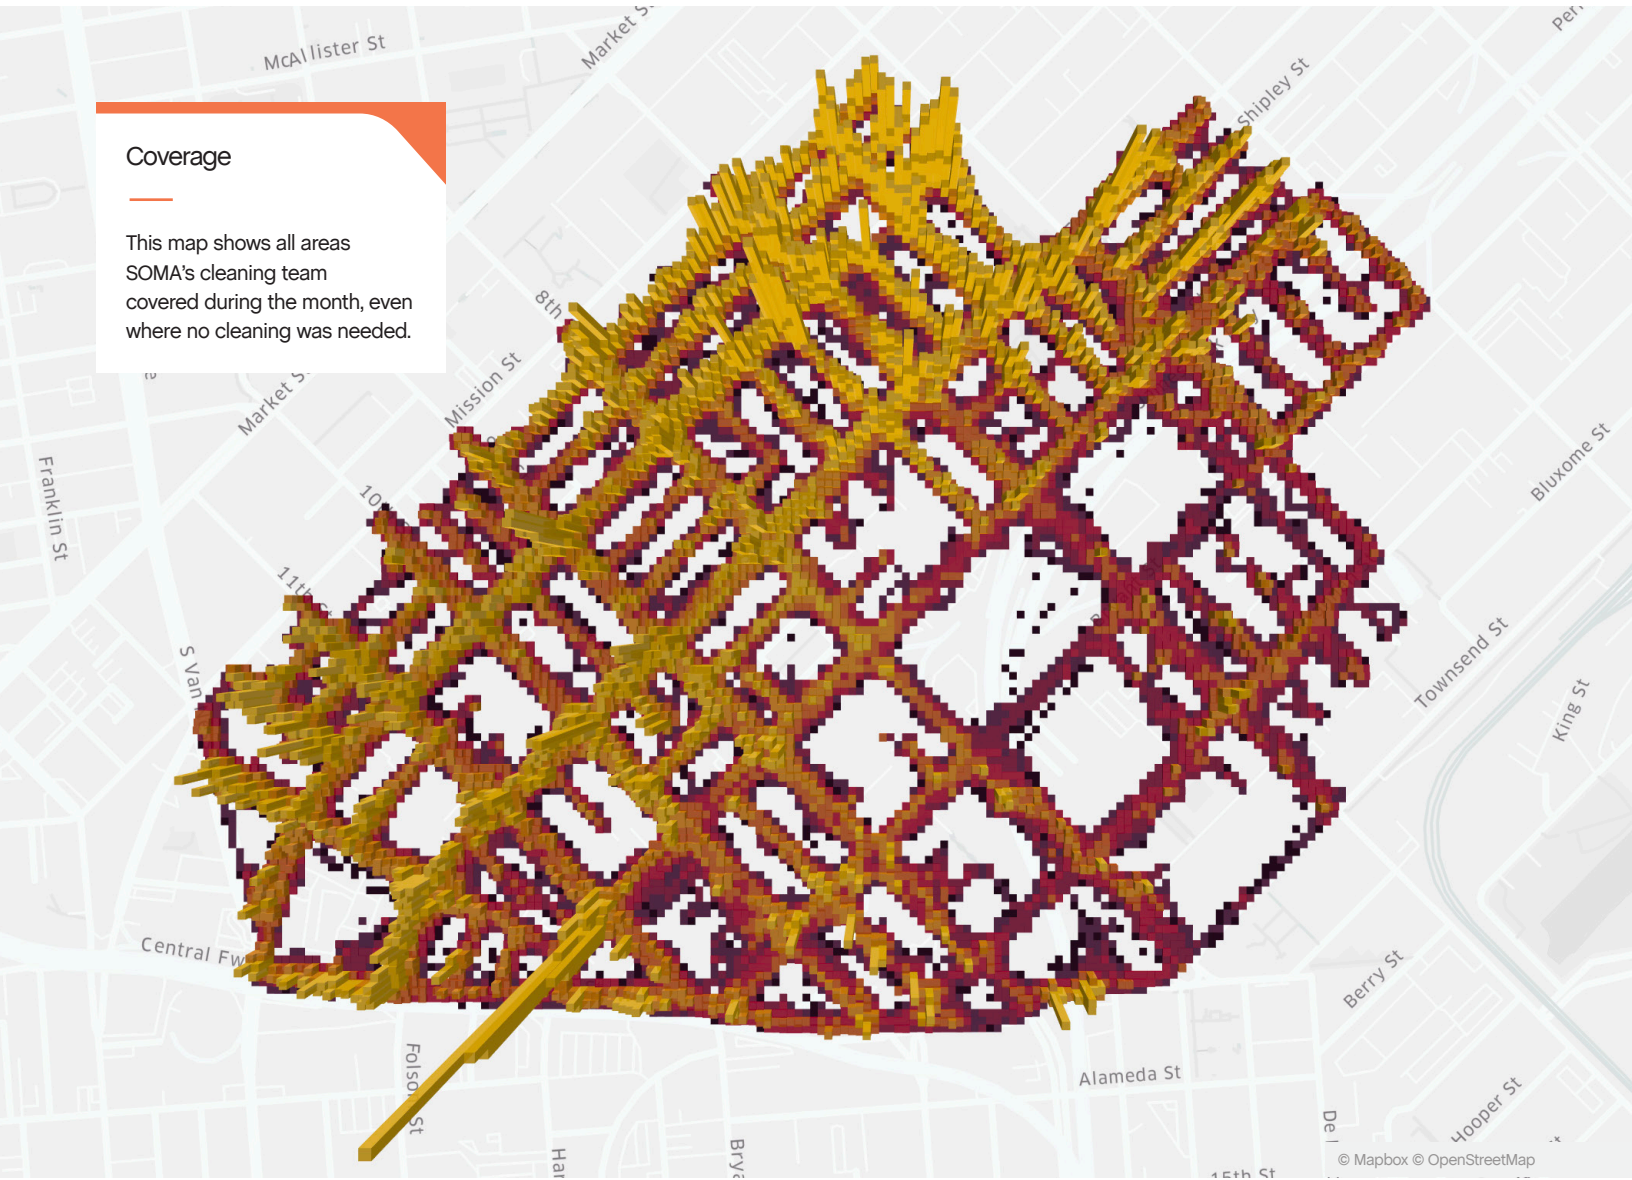 McAllister St
Market S
Shipley St
Coverage
This map shows all areas
SOMA's cleaning team
covered during the month, even
where no cleaning was needed.
8th
Mission St
Market S
Franklin St
11th St
S Van
Bluxome St
Townsend St
King St
Central Fw
Berry St
Folsom St
Alameda St
Hooper St
15th St
© Mapbox © OpenStreetMap